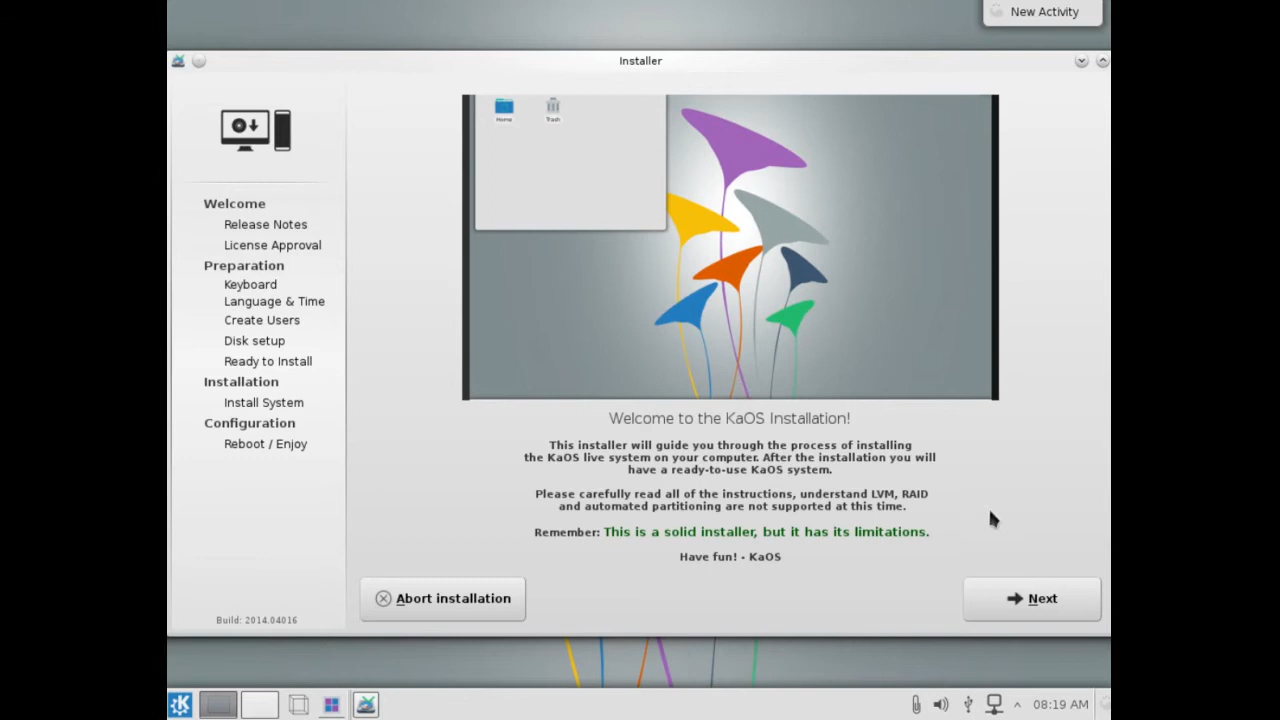 New Activity
Installer
Home
Trash
Welcome
Release Notes
License Approval
Preparation
Keyboard
Language & Time
Create Users
Disk setup
Ready to Install
Installation
Install System
Configuration
Reboot / Enjoy
Build: 2014.04016
Welcome to the KaOS Installation!
This installer will guide you through the process of installing
the KaOS live system on your computer. After the installation you will
have a ready-to-use KaOS system.
Please carefully read all of the instructions, understand LVM, RAID
and automated partitioning are not supported at this time.
Remember: This is a solid installer, but it has its limitations.
Have fun! - KaOS
Abort installation
Next
08:19 AM